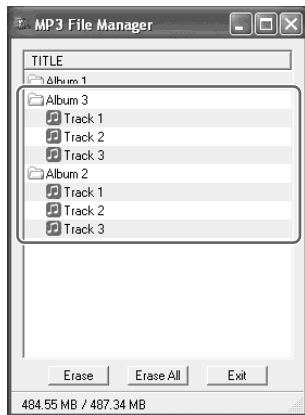 MP3 File Manager
TITLE
Album 1
Album 3
Track 1
Track 2
Track 3
Album 2
Track 1
Track 2
Track 3
Erase Erase All Exit
484.55 MB / 487.34 MB